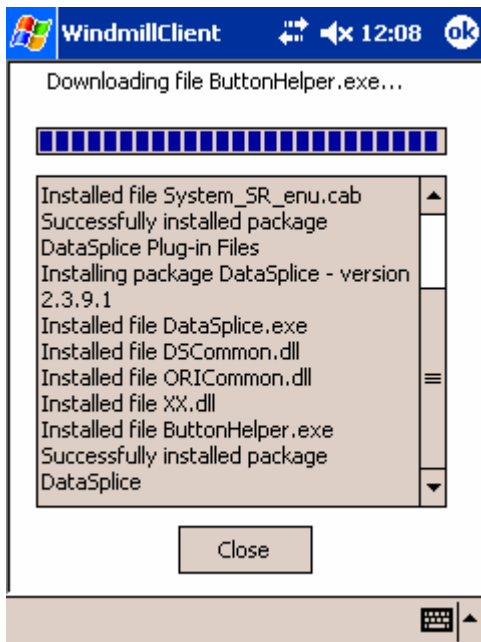 WindmillClient 12:08 ok
Downloading file ButtonHelper.exe...
Installed file System_SR_enu.cab
Successfully installed package
DataSplice Plug-in Files
Installing package DataSplice - version
2.3.9.1
Installed file DataSplice.exe
Installed file DSCommon.dll
Installed file ORICommon.dll
Installed file XX.dll
Installed file ButtonHelper.exe
Successfully installed package
DataSplice
Close